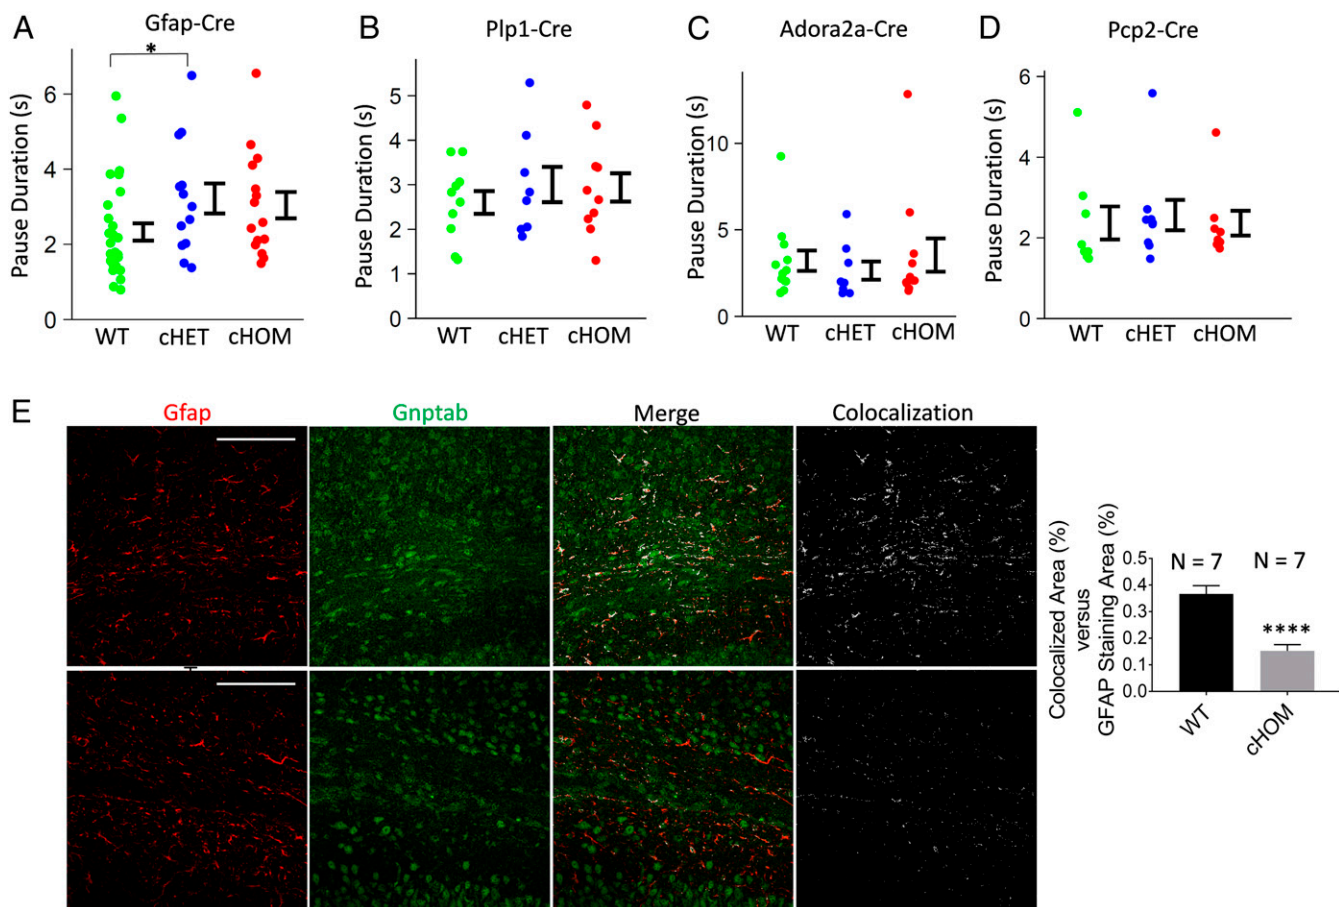 A
Gfap-Cre
Pause Duration (s)
6
4
2
0
*
WT
cHET
cHOM
B
Plp1-Cre
Pause Duration (s)
5
4
3
2
1
0
WT
cHET
cHOM
C
Adora2a-Cre
Pause Duration (s)
10
5
0
WT
cHET
cHOM
D
Pcp2-Cre
Pause Duration (s)
6
4
2
0
WT
cHET
cHOM
E
Gfap
Gnptab
Merge
Colocalization
Colocalized Area (%)
versus
GFAP Staining Area (%)
0.5
0.4
0.3
0.2
0.1
0.0
N = 7
N = 7
****
WT
cHOM